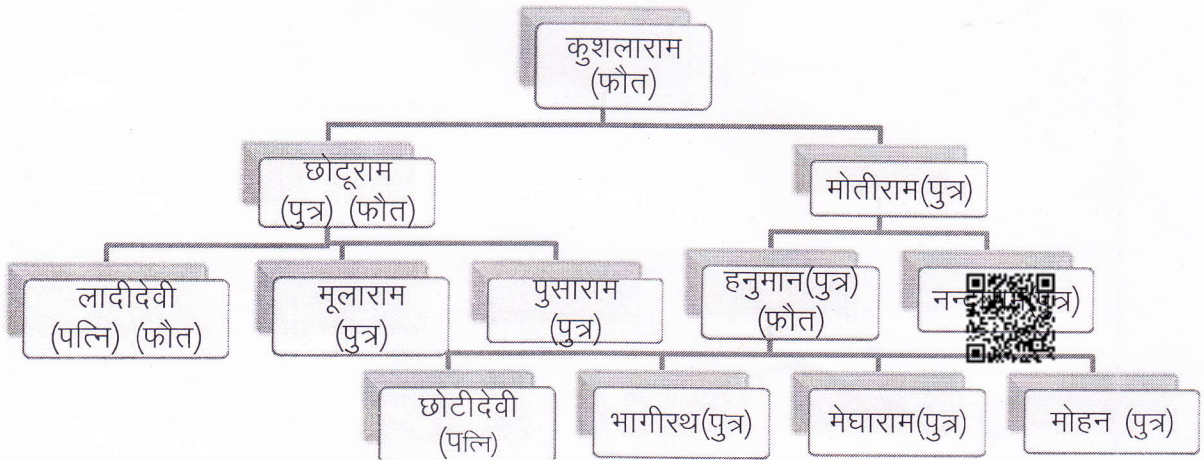 कुशलाराम
(फौत)
छोटूराम
(पुत्र) (फौत)
मोतीराम(पुत्र)
लादीदेवी
(पत्नि) (फौत)
मूलाराम
(पुत्र)
पुसाराम
(पुत्र)
हनुमान(पुत्र)
(फौत)
छोटीदेवी
(पत्नि)
भागीरथ(पुत्र)
मेघाराम(पुत्र)
मोहन (पुत्र)